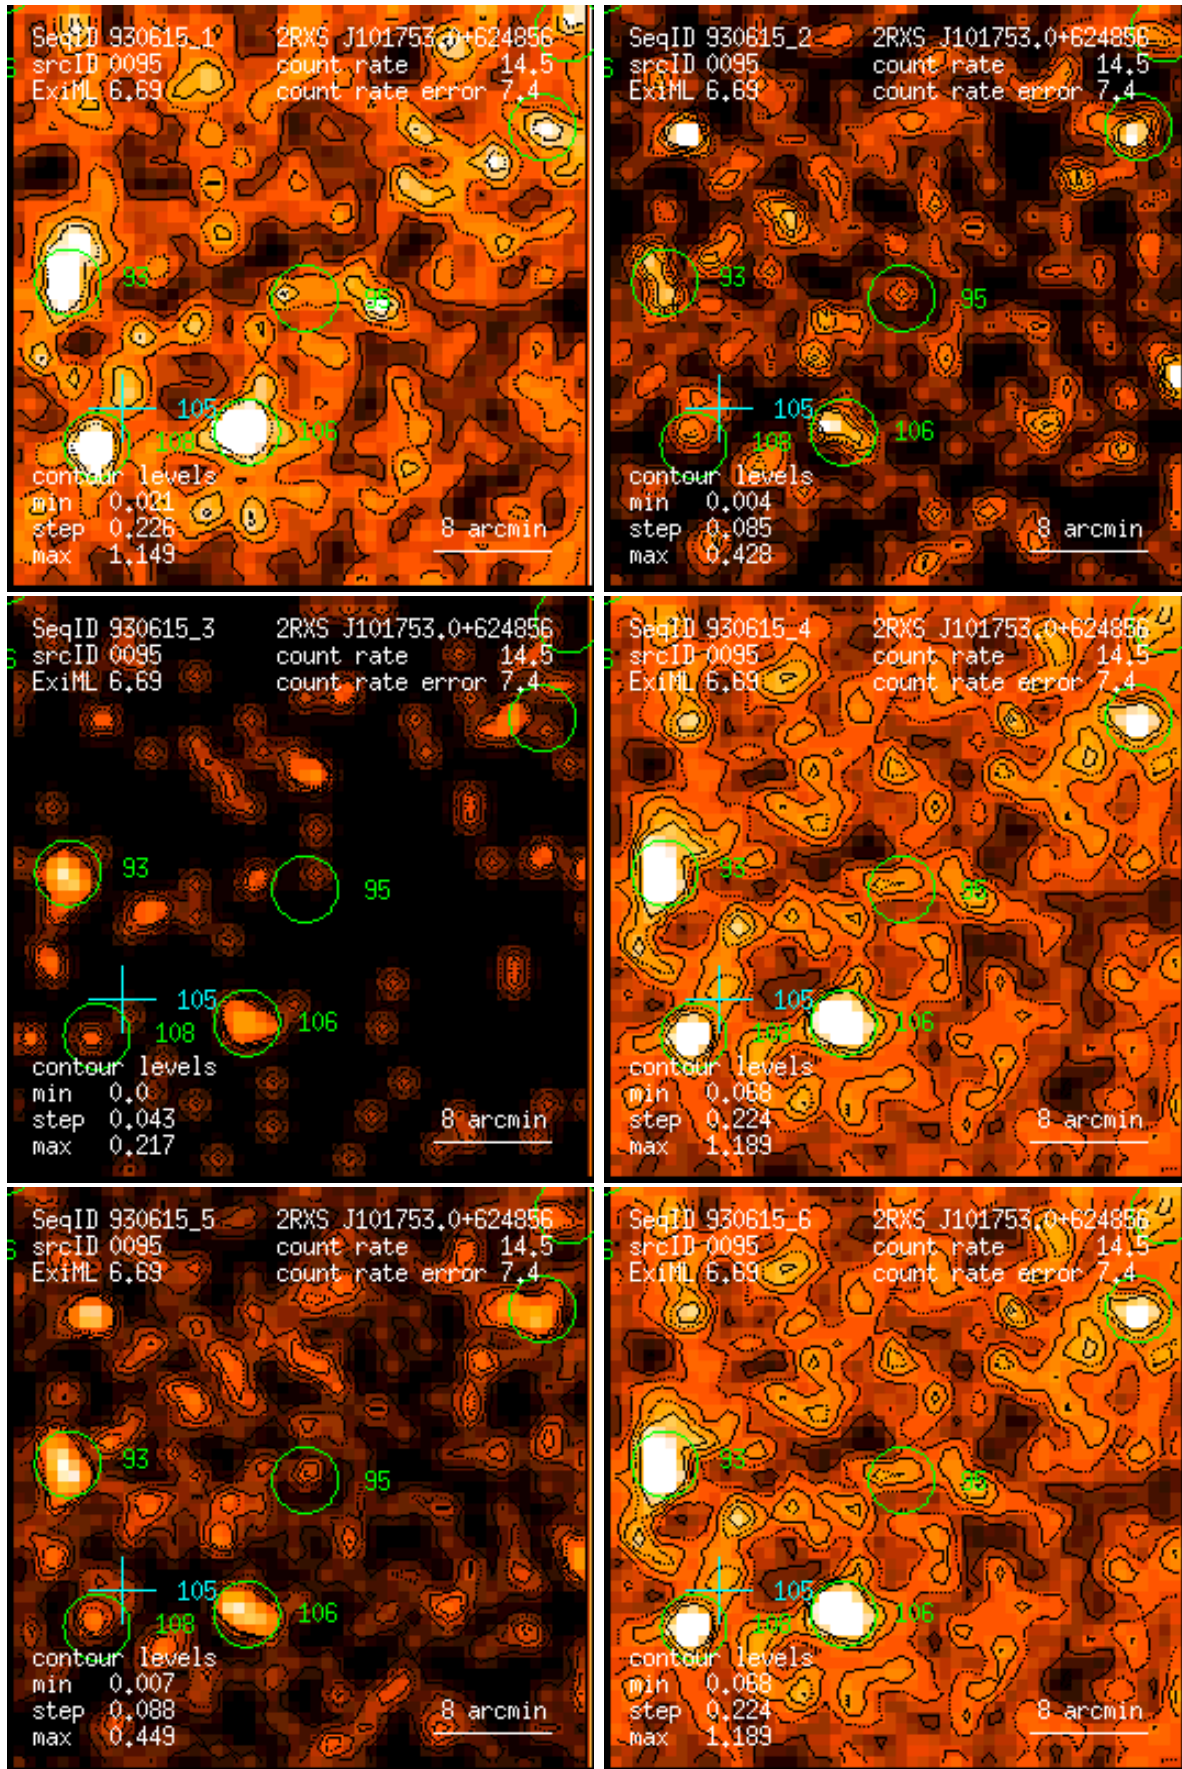 SeqID 930615_1 2RXS J101753.0+624856
srcID 0095 count rate 14.5
ExiML 6.69 count rate error 7.4
93
95
105
108 106
contour levels
min 0.021
step 0.226 8 arcmin
max 1.149
SeqID 930615_2 2RXS J101753.0+624856
srcID 0095 count rate 14.5
ExiML 6.69 count rate error 7.4
93
95
105
108 106
contour levels
min 0.004
step 0.085 8 arcmin
max 0.428
SeqID 930615_3 2RXS J101753.0+624856
srcID 0095 count rate 14.5
ExiML 6.69 count rate error 7.4
93
95
105
108 106
contour levels
min 0.0
step 0.043 8 arcmin
max 0.217
SeqID 930615_4 2RXS J101753.0+624856
srcID 0095 count rate 14.5
ExiML 6.69 count rate error 7.4
93
95
105
108 106
contour levels
min 0.068
step 0.224 8 arcmin
max 1.189
SeqID 930615_5 2RXS J101753.0+624856
srcID 0095 count rate 14.5
ExiML 6.69 count rate error 7.4
93
95
105
108 106
contour levels
min 0.007
step 0.088 8 arcmin
max 0.449
SeqID 930615_6 2RXS J101753.0+624856
srcID 0095 count rate 14.5
ExiML 6.69 count rate error 7.4
93
95
105
108 106
contour levels
min 0.068
step 0.224 8 arcmin
max 1.189